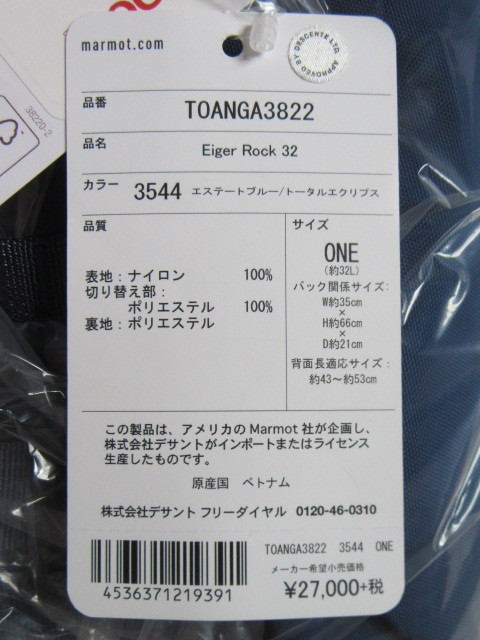 marmot.com
APPROVED BY DESCENTE LTD.
38220-2
品番 TOANGA3822
品名 Eiger Rock 32
カラー 3544 エステートブルー/トータルエクリプス
品質
表地:ナイロン 100%
切り替え部:
ポリエステル 100%
裏地:ポリエステル
サイズ
ONE
(約32L)
バック関係サイズ:
W約35cm
×
H約66cm
×
D約21cm
背面長適応サイズ:
約43~約53cm
この製品は、アメリカのMarmot社が企画し、
株式会社デサントがインポートまたはライセンス
生産したものです。
原産国 ベトナム
株式会社デサント フリーダイヤル 0120-46-0310
4536371219391
TOANGA3822 3544 ONE
メーカー希望小売価格
¥27,000+税